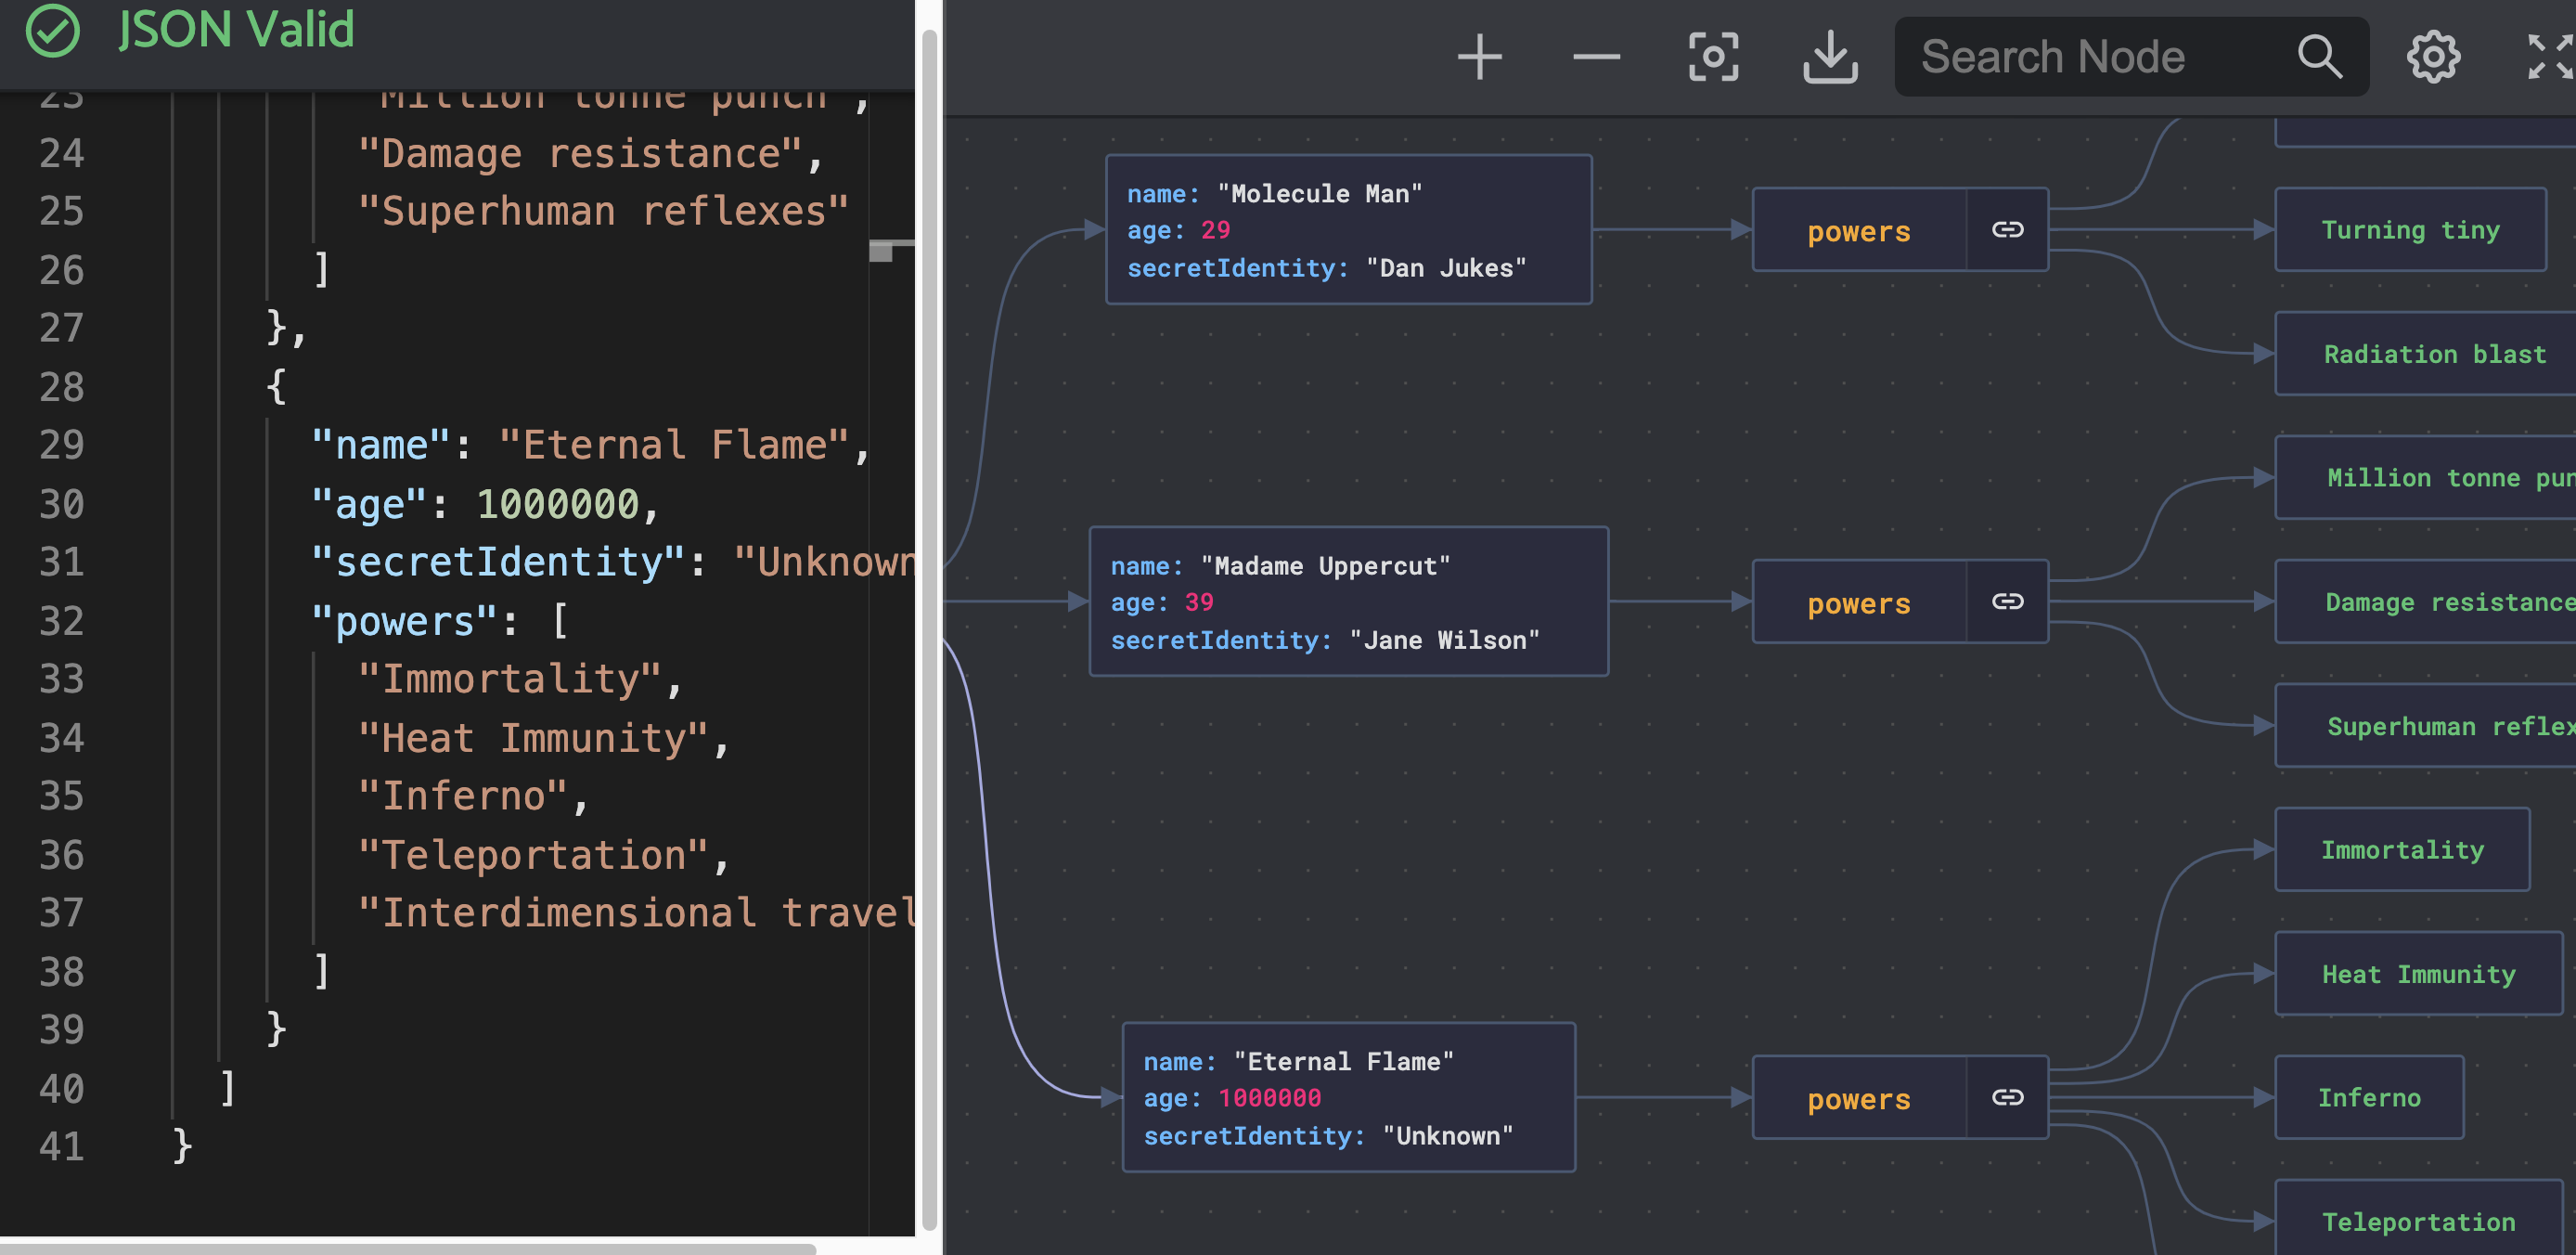 JSON Valid
23 "Million tonne punch",
24 "Damage resistance",
25 "Superhuman reflexes"
26 ]
27 },
28 {
29 "name": "Eternal Flame",
30 "age": 1000000,
31 "secretIdentity": "Unknown
32 "powers": [
33 "Immortality",
34 "Heat Immunity",
35 "Inferno",
36 "Teleportation",
37 "Interdimensional travel
38 ]
39 }
40 ]
41 }
Search Node
name: "Molecule Man"
age: 29
secretIdentity: "Dan Jukes"
powers
Turning tiny
Radiation blast
name: "Madame Uppercut"
age: 39
secretIdentity: "Jane Wilson"
powers
Million tonne pun
Damage resistance
Superhuman reflex
name: "Eternal Flame"
age: 1000000
secretIdentity: "Unknown"
powers
Immortality
Heat Immunity
Inferno
Teleportation